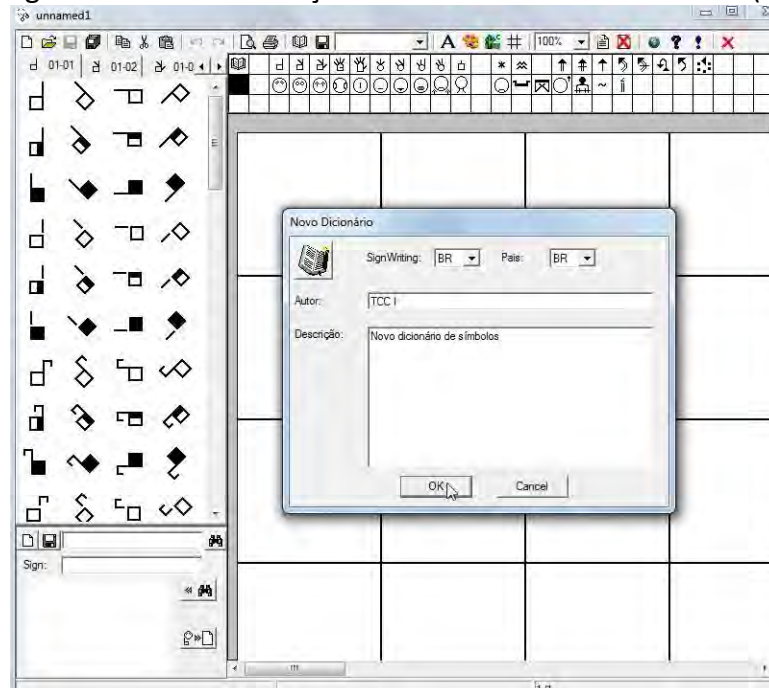 unnamed1
100%
01-01 01-02 01-0
Novo Dicionário
SignWriting: BR País: BR
Autor: TCC I
Descrição: Novo dicionário de símbolos
OK Cancel
Sign: